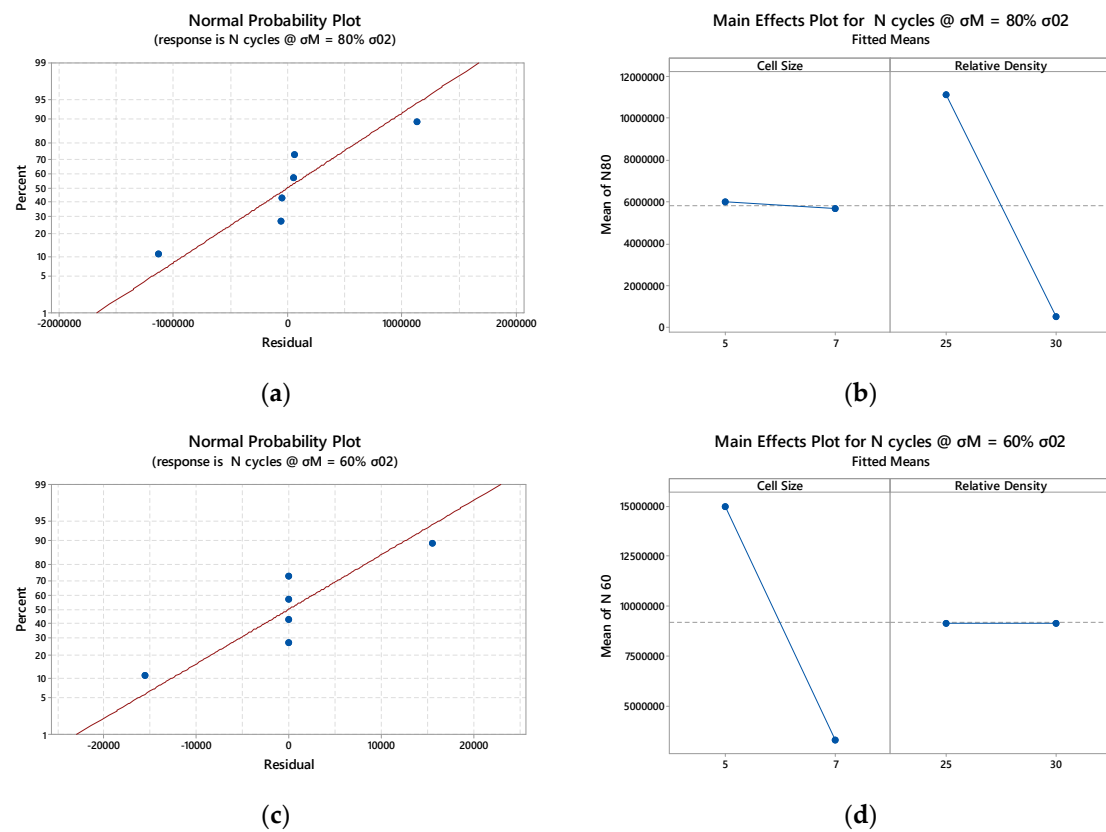 Normal Probability Plot
(response is N cycles @ σM = 80% σ02)
99
95
90
80
70
60
50
40
30
20
10
5
1
Percent
-2000000 -1000000 0 1000000 2000000
Residual
(a)
Main Effects Plot for N cycles @ σM = 80% σ02
Fitted Means
Cell Size Relative Density
12000000
10000000
8000000
6000000
4000000
2000000
0
Mean of N80
5 7 25 30
(b)
Normal Probability Plot
(response is N cycles @ σM = 60% σ02)
99
95
90
80
70
60
50
40
30
20
10
5
1
Percent
-20000 -10000 0 10000 20000
Residual
(c)
Main Effects Plot for N cycles @ σM = 60% σ02
Fitted Means
Cell Size Relative Density
15000000
12500000
10000000
7500000
5000000
Mean of N 60
5 7 25 30
(d)